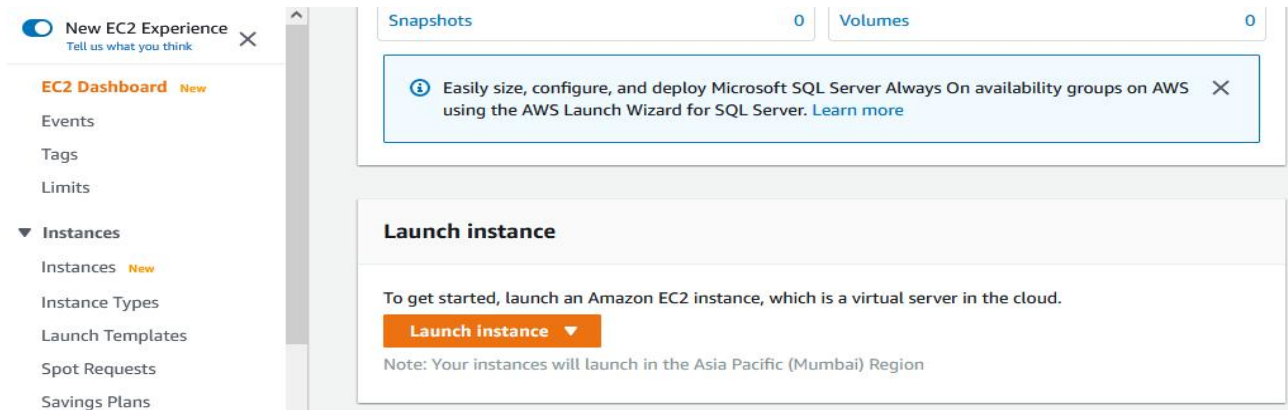 New EC2 Experience
Tell us what you think
EC2 Dashboard New
Events
Tags
Limits
Instances
Instances New
Instance Types
Launch Templates
Spot Requests
Savings Plans
Snapshots 0 Volumes 0
Easily size, configure, and deploy Microsoft SQL Server Always On availability groups on AWS
using the AWS Launch Wizard for SQL Server. Learn more
Launch instance
To get started, launch an Amazon EC2 instance, which is a virtual server in the cloud.
Launch instance
Note: Your instances will launch in the Asia Pacific (Mumbai) Region